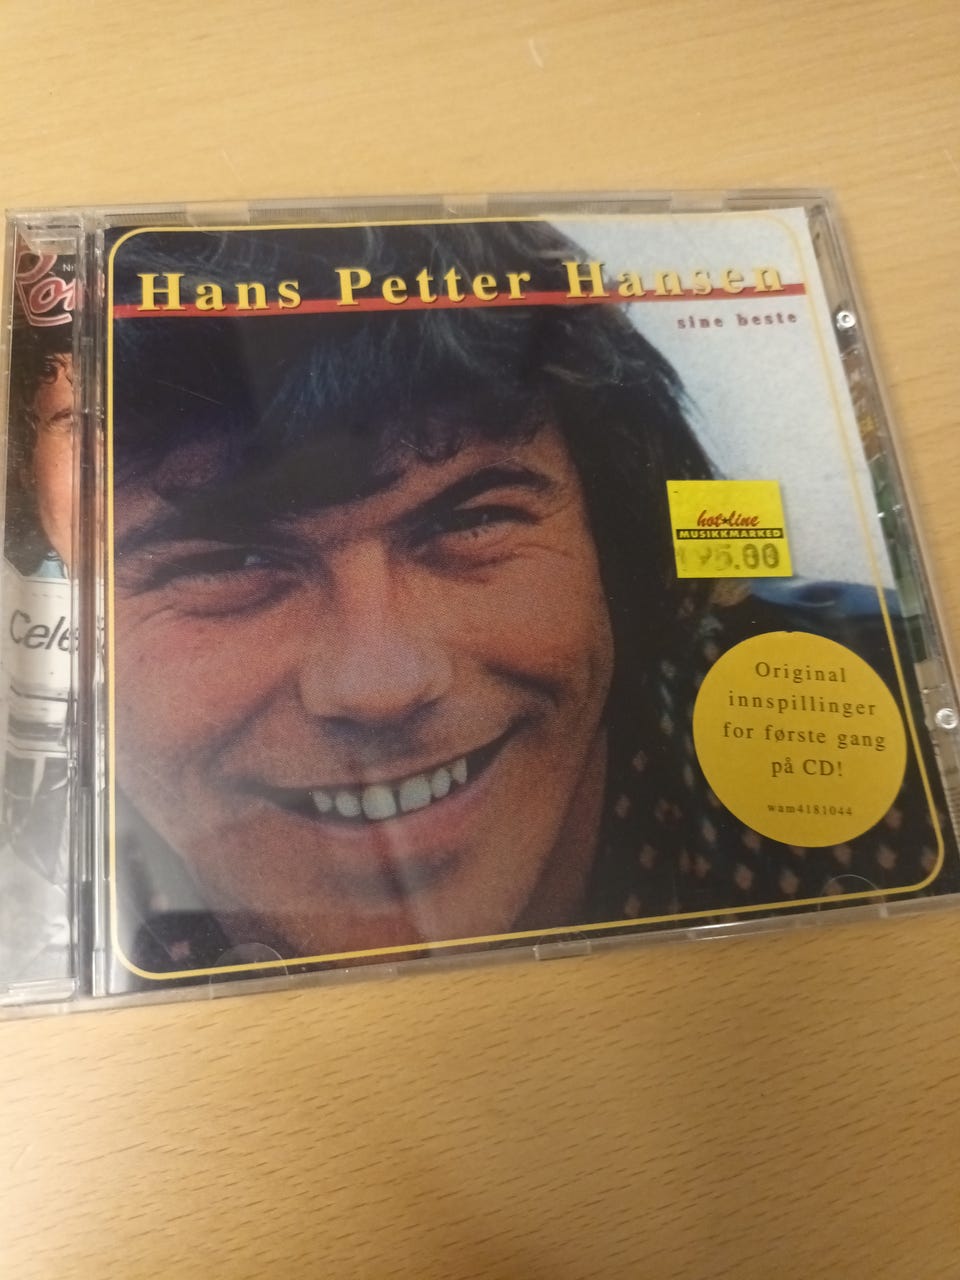 Hans Petter Hansen
sine beste
hot line
MUSIKKMARKED
Original
innspillinger
for første gang
på CD!
wam4181044